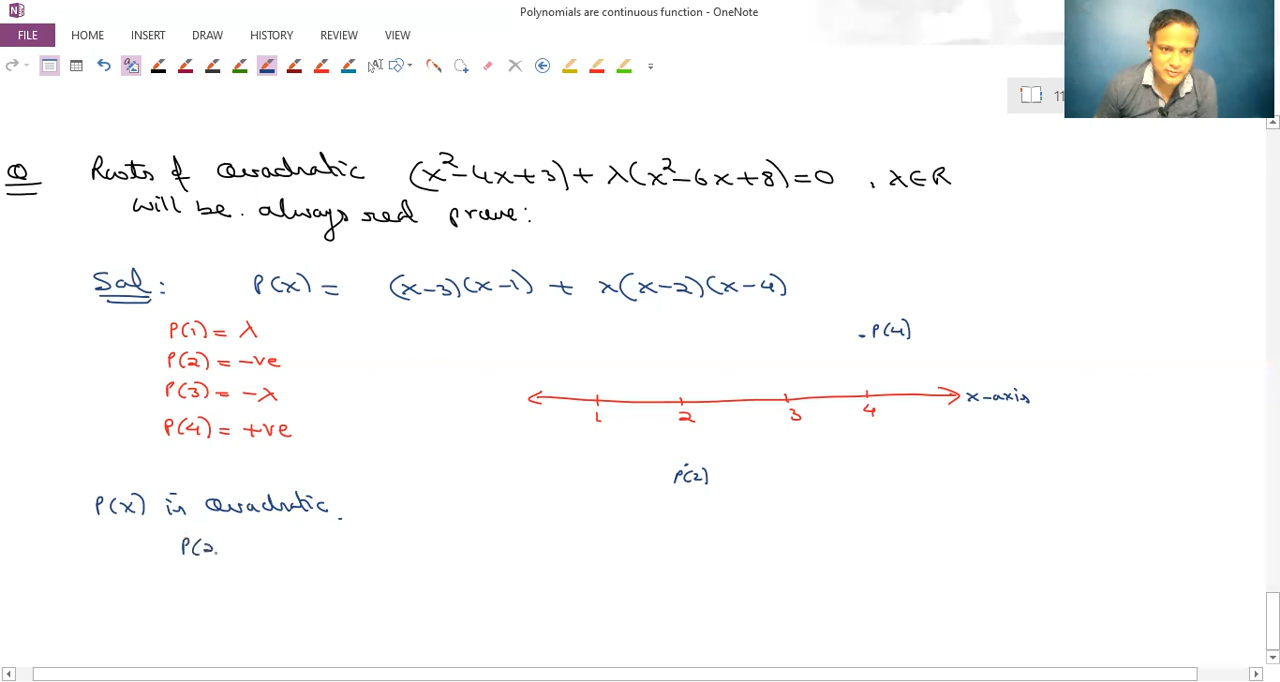 Polynomials are continuous function - OneNote
FILE HOME INSERT DRAW HISTORY REVIEW VIEW
11
Q Roots of Quadratic (x²-4x+3)+λ(x²-6x+8)=0 , λ∈R
will be. always real prove:
Sol: P(x) = (x-3)(x-1) + x(x-2)(x-4)
P(1) = λ
P(2) = -ve
P(3) = -λ
P(4) = +ve
P(4)
1 2 3 4 x-axis
P(2)
P(x) is Quadratic.
P(2